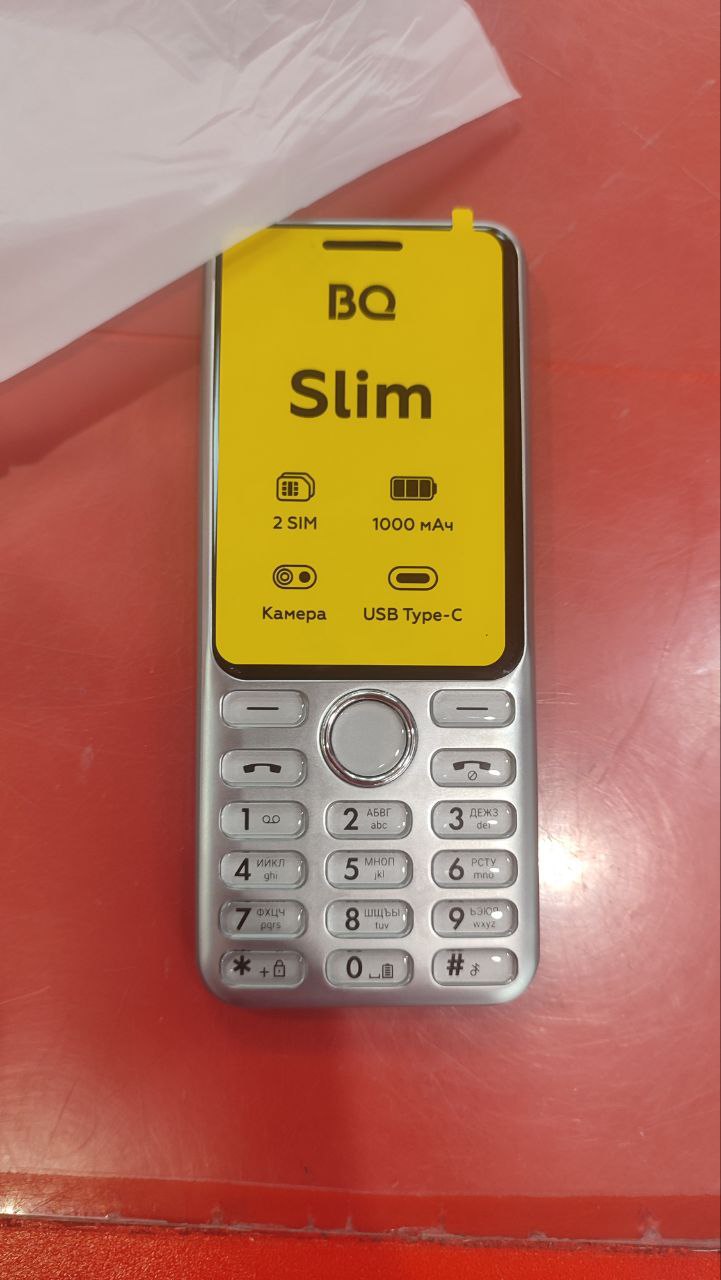 BQ
Slim
2 SIM 1000 мАч
Камера USB Type-C
1 2 АБВГ abc 3 ДЕЖЗ def
4 ИЙКЛ ghi 5 МНОП jkl 6 РСТУ mno
7 ФХЦЧ pqrs 8 ШЩЪЫ tuv 9 ЬЭЮЯ wxyz
* + 0 #